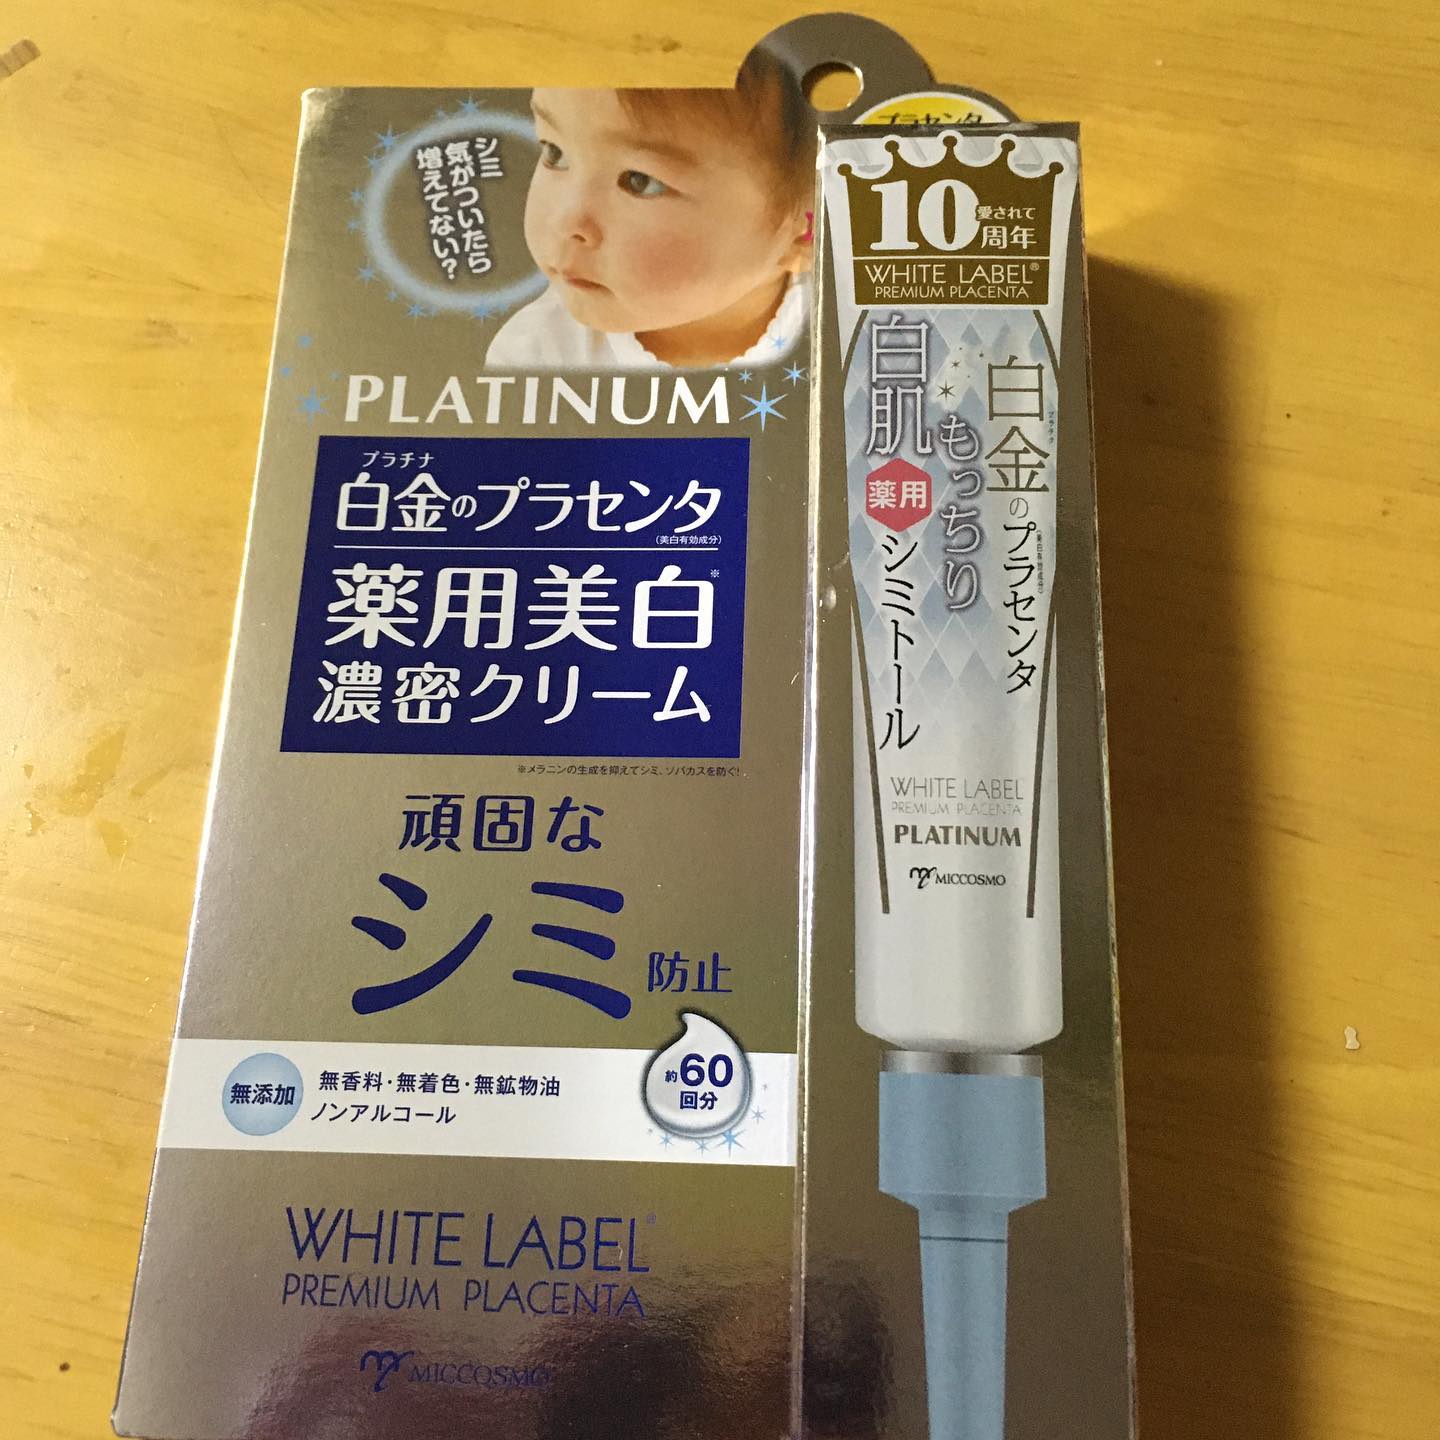 シミ
気がついたら
増えてない?
PLATINUM
プラチナ
白金のプラセンタ
(美白有効成分)
薬用美白※
濃密クリーム
※メラニンの生成を抑えてシミ、ソバカスを防ぐ!
頑固な
シミ防止
約60
回分
無添加
無香料・無着色・無鉱物油
ノンアルコール
WHITE LABEL®
PREMIUM PLACENTA
MICCOSMO
プラセンタ
10愛されて
周年
WHITE LABEL®
PREMIUM PLACENTA
白金のプラセンタ
プラチナ
(美白有効成分)
もっちり
白肌
薬用
シミトール
WHITE LABEL
PREMIUM PLACENTA
PLATINUM
MICCOSMO